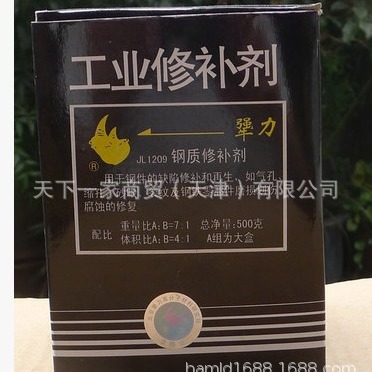 工业修补剂
犟力
®
JL1209 钢质修补剂
用于钢件的缺陷修补和再生，如气孔
天下一家商贸（天津）有限公司
腐蚀的修复
配比
重量比A:B=7:1 总净量:500克
体积比A:B=4:1 A组为大盒
bamld1688.1688.com